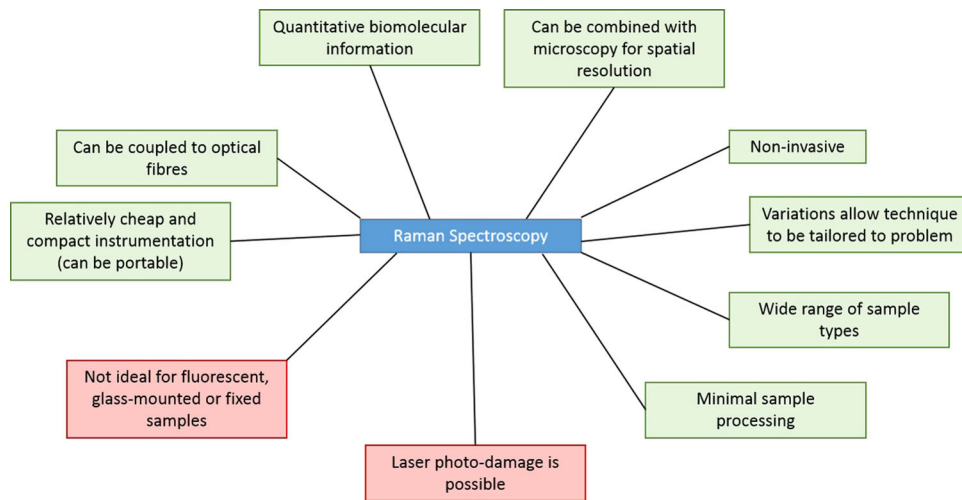 Quantitative biomolecular
information
Can be combined with
microscopy for spatial
resolution
Can be coupled to optical
fibres
Non-invasive
Relatively cheap and
compact instrumentation
(can be portable)
Raman Spectroscopy
Variations allow technique
to be tailored to problem
Wide range of sample
types
Not ideal for fluorescent,
glass-mounted or fixed
samples
Minimal sample
processing
Laser photo-damage is
possible